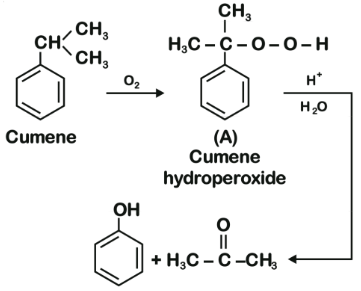 CH
CH₃
CH₃
Cumene
O₂
CH₃
H₃C – C – O – O – H
(A)
Cumene
hydroperoxide
H⁺
H₂O
OH
O
+ H₃C – C – CH₃